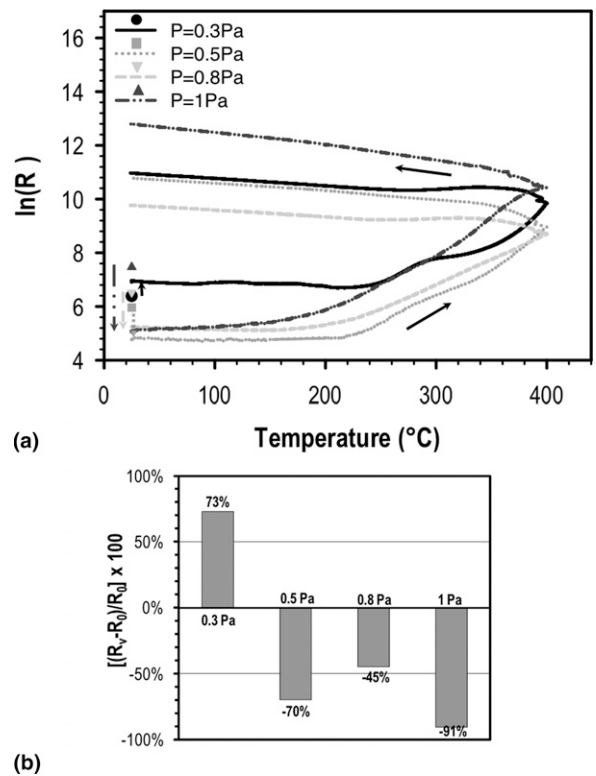 P=0.3Pa
P=0.5Pa
P=0.8Pa
P=1Pa
ln(R )
16
14
12
10
8
6
4
0 100 200 300 400
Temperature (°C)
(a)
[(Rv-R0)/R0] x 100
100%
50%
0%
-50%
-100%
73%
0.3 Pa
0.5 Pa
0.8 Pa
1 Pa
-70%
-45%
-91%
(b)